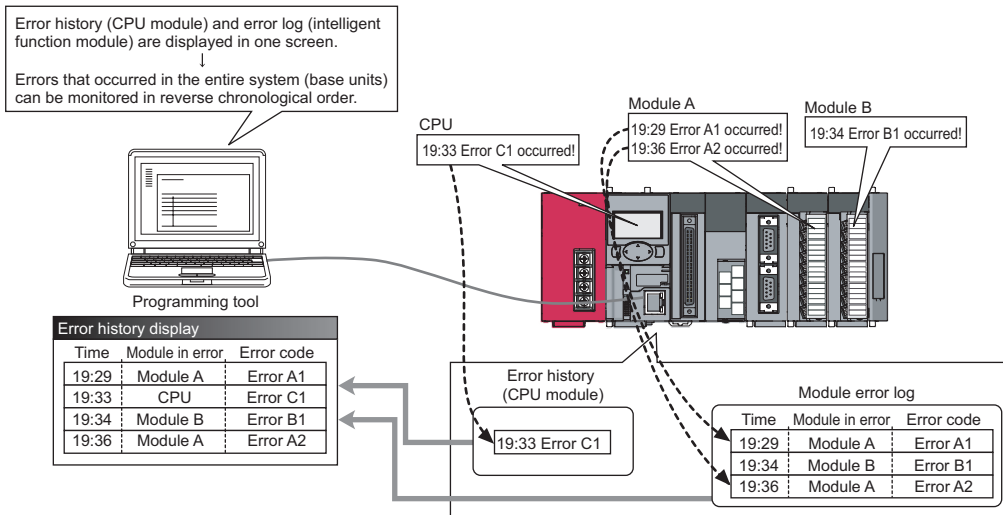 Error history (CPU module) and error log (intelligent
function module) are displayed in one screen.
↓
Errors that occurred in the entire system (base units)
can be monitored in reverse chronological order.
CPU
19:33 Error C1 occurred!
Module A
19:29 Error A1 occurred!
19:36 Error A2 occurred!
Module B
19:34 Error B1 occurred!
Programming tool
Error history display
Time Module in error Error code
19:29 Module A Error A1
19:33 CPU Error C1
19:34 Module B Error B1
19:36 Module A Error A2
Error history
(CPU module)
19:33 Error C1
Module error log
Time Module in error Error code
19:29 Module A Error A1
19:34 Module B Error B1
19:36 Module A Error A2